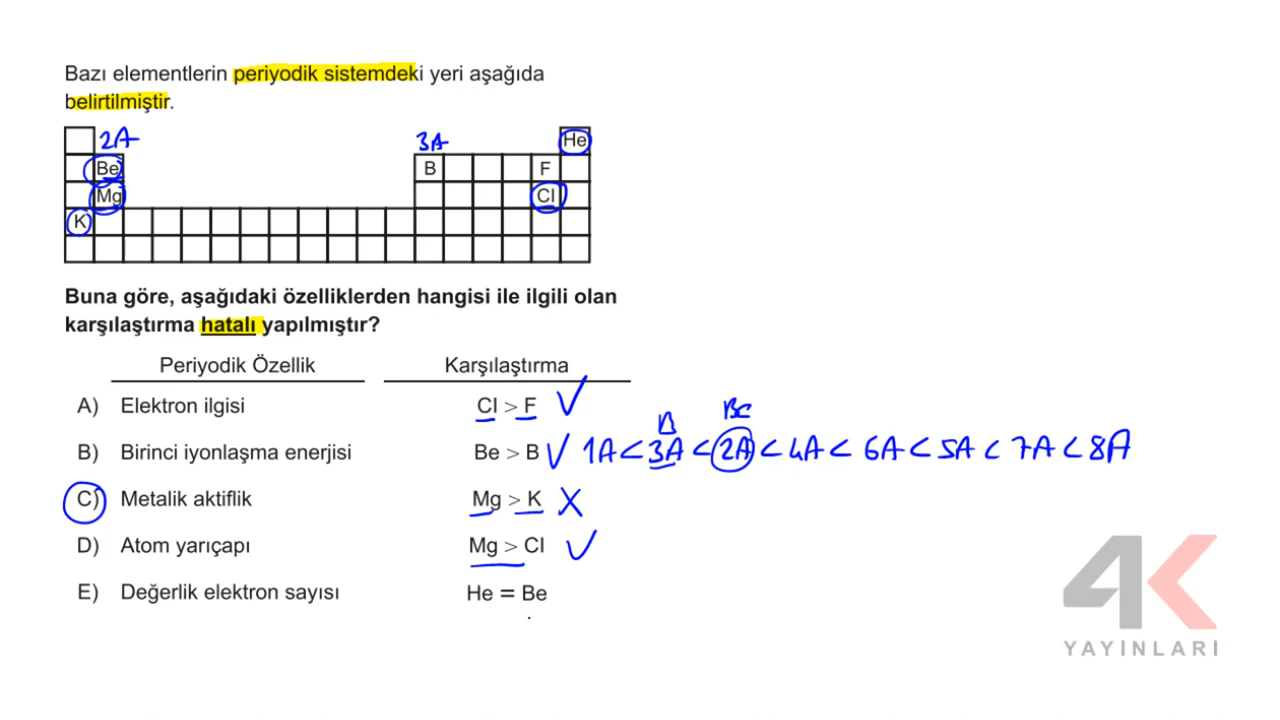 Bazı elementlerin periyodik sistemdeki yeri aşağıda
belirtilmiştir.
2A 3A He
Be B F
Mg Cl
K
Buna göre, aşağıdaki özelliklerden hangisi ile ilgili olan
karşılaştırma hatalı yapılmıştır?
Periyodik Özellik Karşılaştırma
A) Elektron ilgisi Cl > F ✓
B Be
B) Birinci iyonlaşma enerjisi Be > B ✓ 1A < 3A < 2A < 4A < 6A < 5A < 7A < 8A
C) Metalik aktiflik Mg > K X
D) Atom yarıçapı Mg > Cl ✓
E) Değerlik elektron sayısı He = Be
4K
YAYINLARI